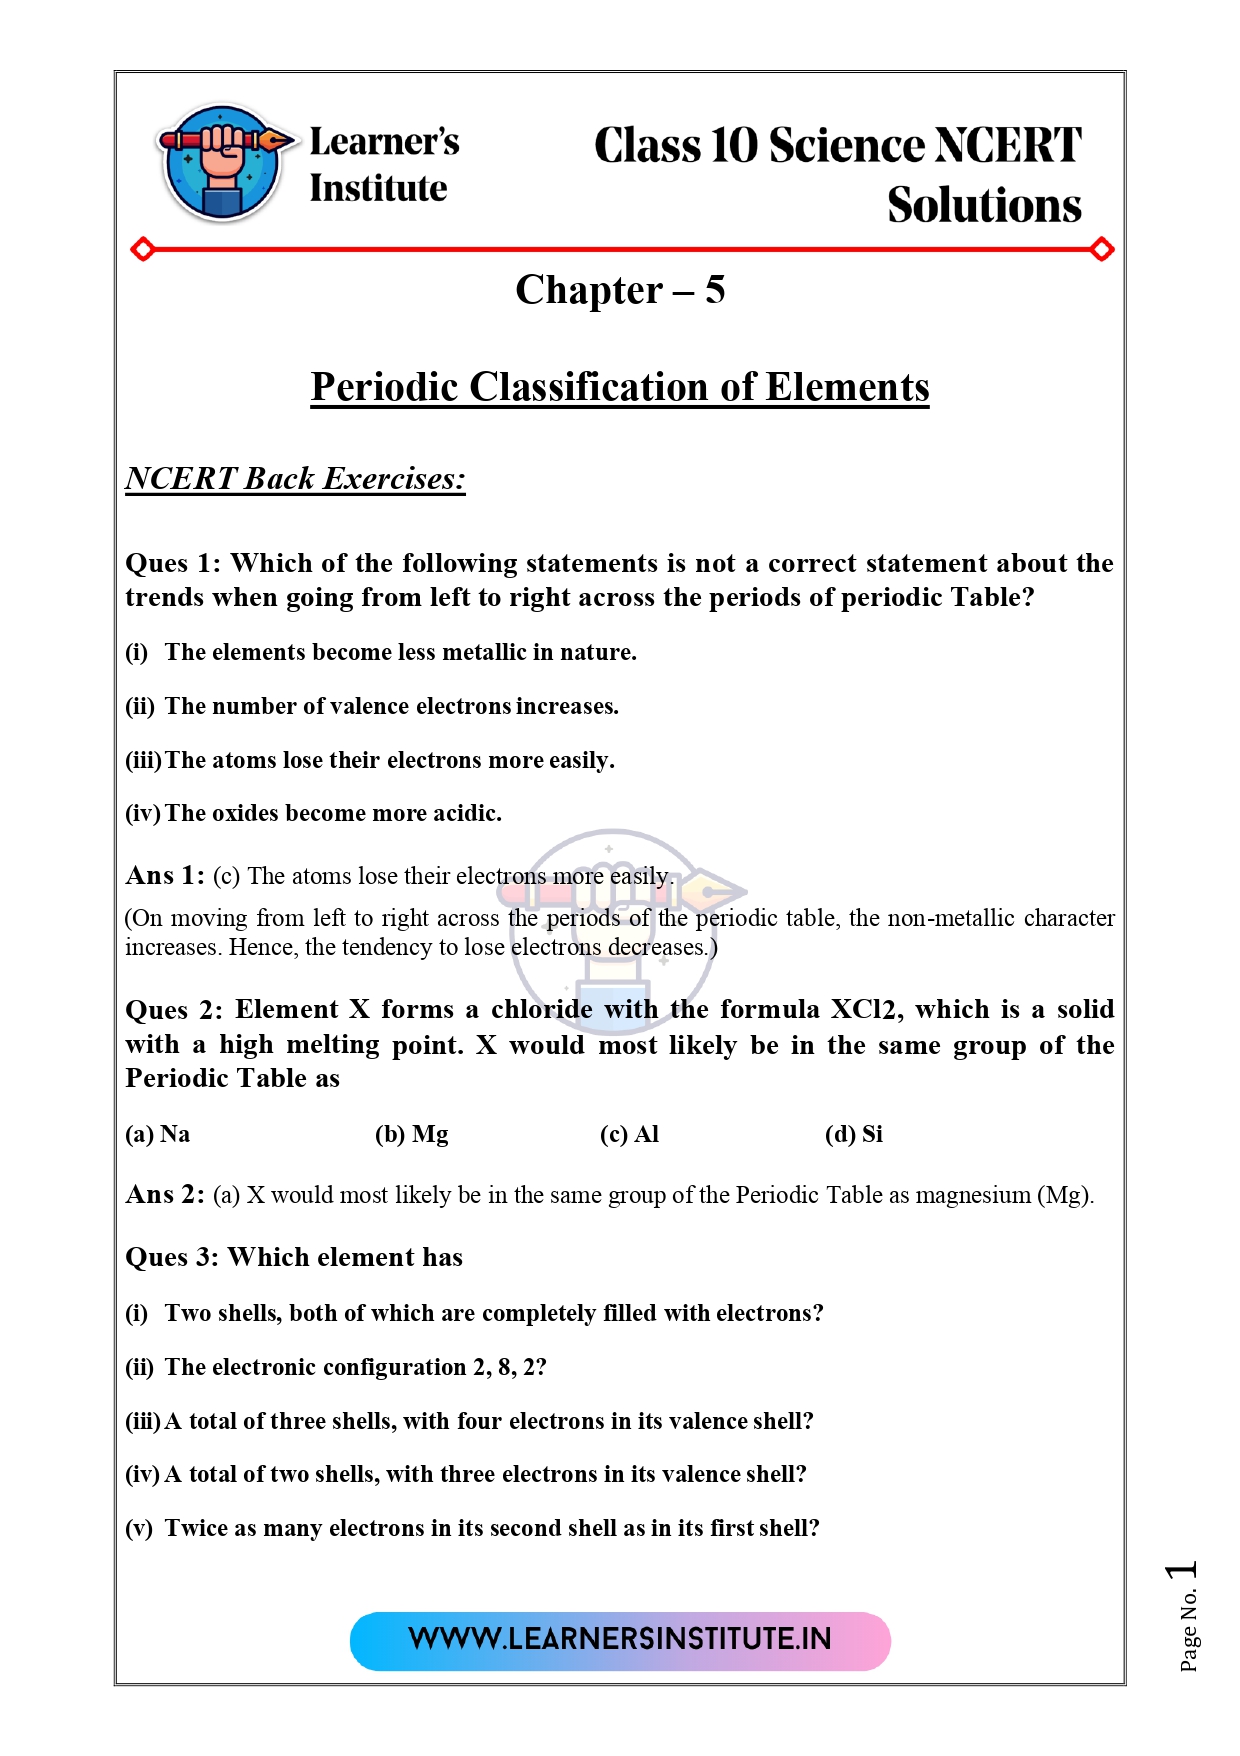 Learner's
Institute
Class 10 Science NCERT
Solutions
Chapter – 5
Periodic Classification of Elements
NCERT Back Exercises:
Ques 1: Which of the following statements is not a correct statement about the
trends when going from left to right across the periods of periodic Table?
(i) The elements become less metallic in nature.
(ii) The number of valence electrons increases.
(iii) The atoms lose their electrons more easily.
(iv) The oxides become more acidic.
Ans 1: (c) The atoms lose their electrons more easily.
(On moving from left to right across the periods of the periodic table, the non-metallic character
increases. Hence, the tendency to lose electrons decreases.)
Ques 2: Element X forms a chloride with the formula XCl2, which is a solid
with a high melting point. X would most likely be in the same group of the
Periodic Table as
(a) Na (b) Mg (c) Al (d) Si
Ans 2: (a) X would most likely be in the same group of the Periodic Table as magnesium (Mg).
Ques 3: Which element has
(i) Two shells, both of which are completely filled with electrons?
(ii) The electronic configuration 2, 8, 2?
(iii) A total of three shells, with four electrons in its valence shell?
(iv) A total of two shells, with three electrons in its valence shell?
(v) Twice as many electrons in its second shell as in its first shell?
WWW.LEARNERSINSTITUTE.IN
Page No. 1